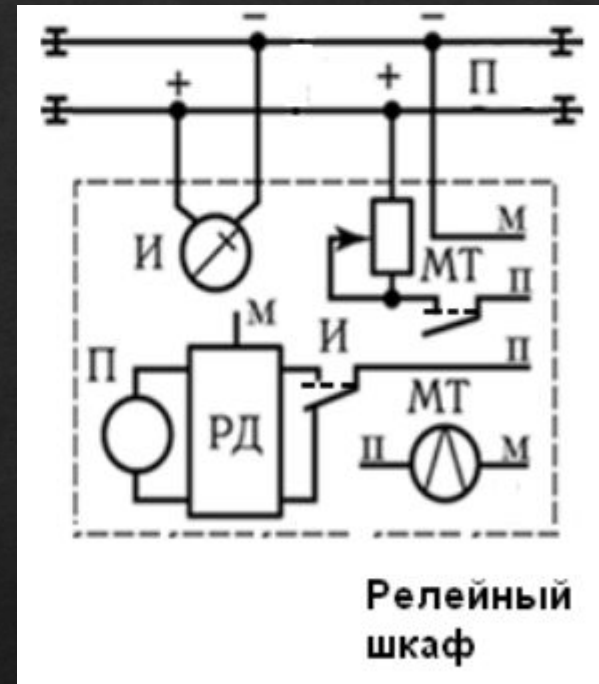 − −
+ + П
И МТ М
П
М И П
П РД МТ
П М
Релейный
шкаф